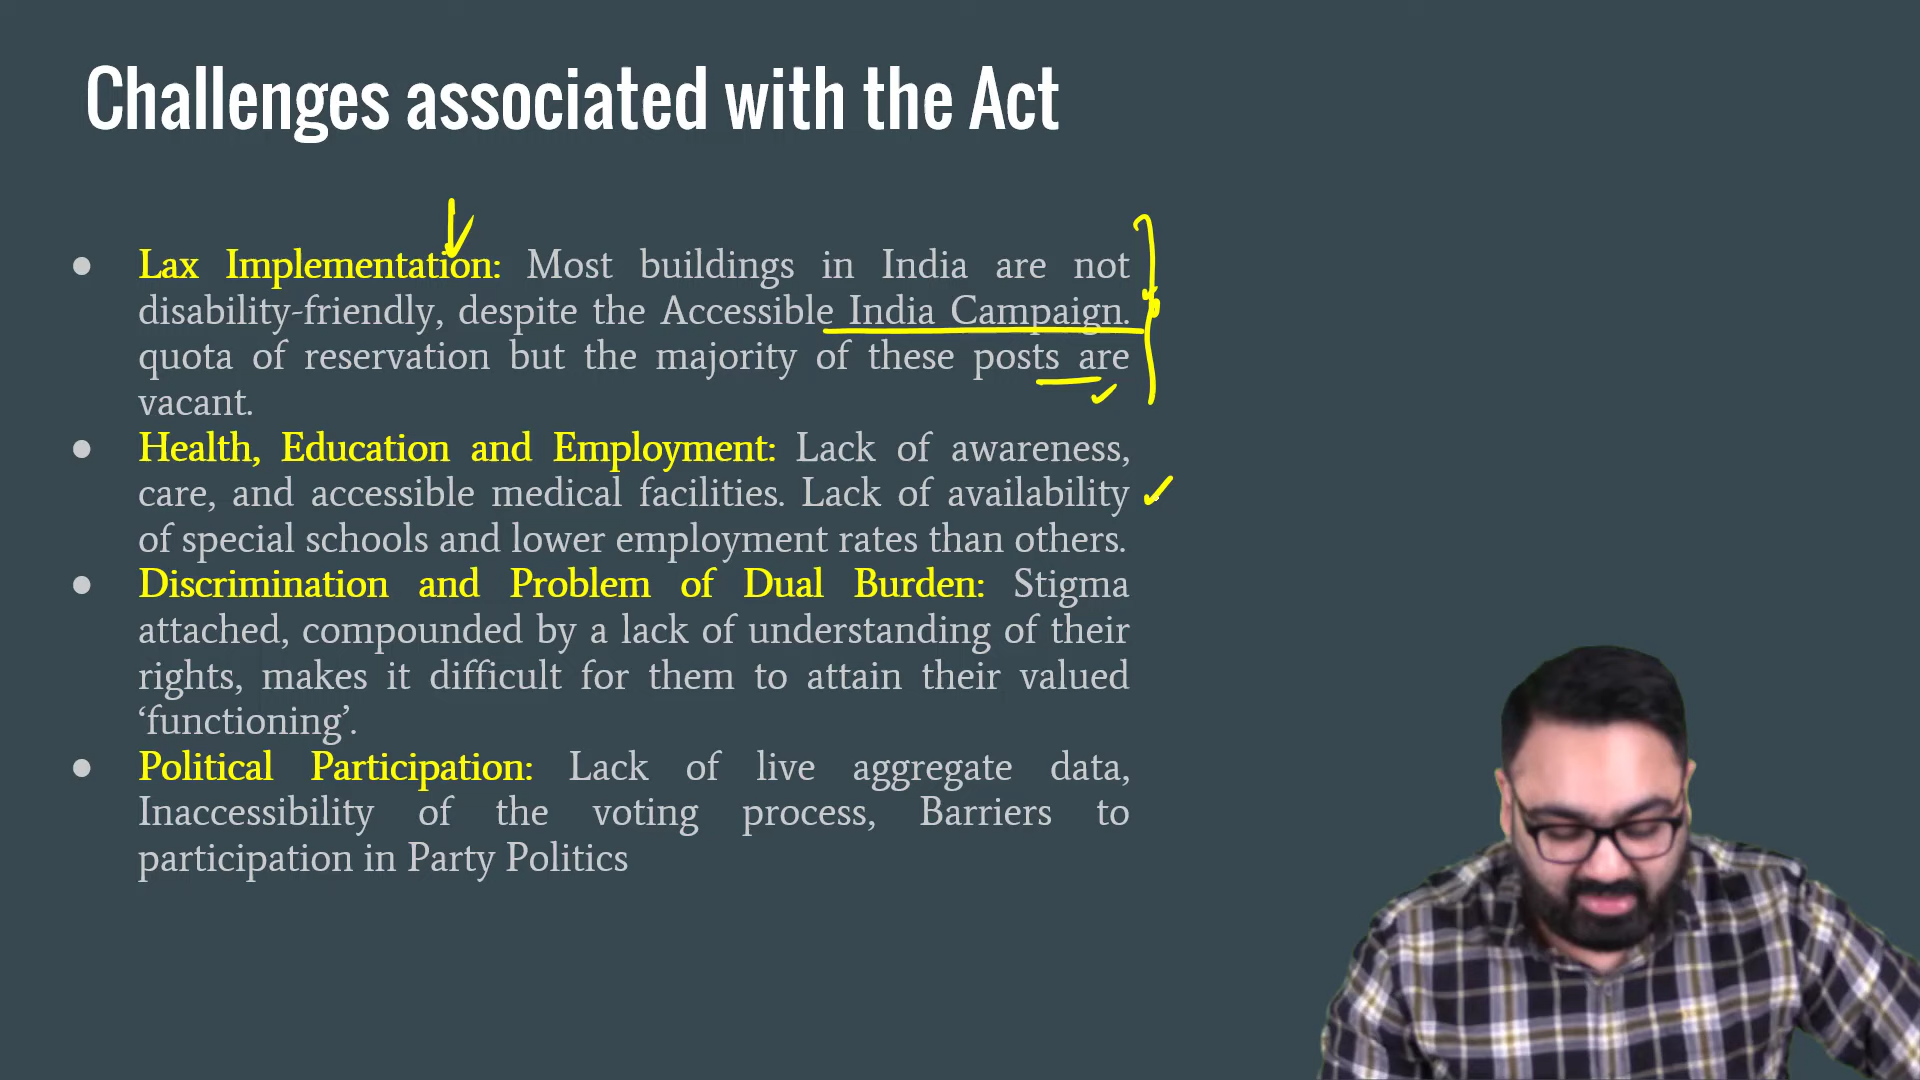 Challenges associated with the Act
Lax Implementation: Most buildings in India are not
disability-friendly, despite the Accessible India Campaign.
quota of reservation but the majority of these posts are
vacant.
Health, Education and Employment: Lack of awareness,
care, and accessible medical facilities. Lack of availability
of special schools and lower employment rates than others.
Discrimination and Problem of Dual Burden: Stigma
attached, compounded by a lack of understanding of their
rights, makes it difficult for them to attain their valued
‘functioning’.
Political Participation: Lack of live aggregate data,
Inaccessibility of the voting process, Barriers to
participation in Party Politics